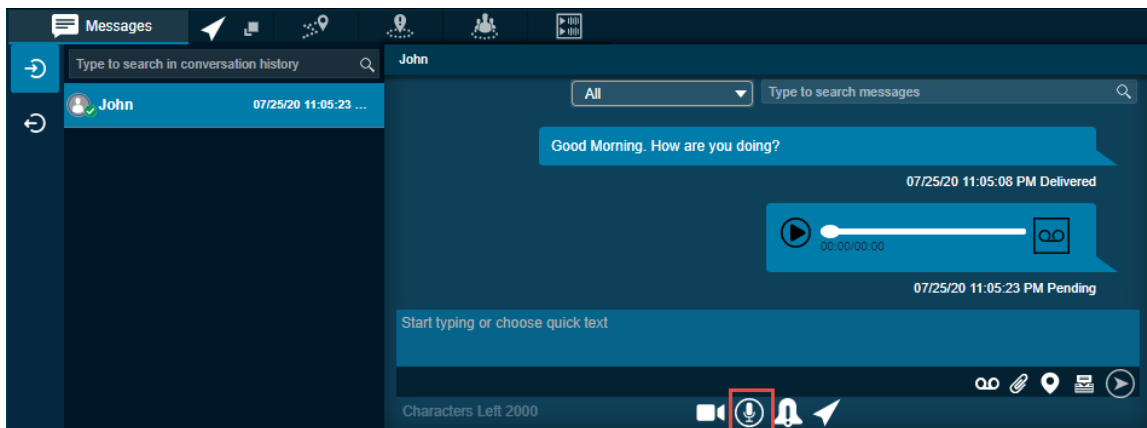 Messages
Type to search in conversation history
John 07/25/20 11:05:23 ...
John
All
Type to search messages
Good Morning. How are you doing?
07/25/20 11:05:08 PM Delivered
00:00/00:00
07/25/20 11:05:23 PM Pending
Start typing or choose quick text
Characters Left 2000